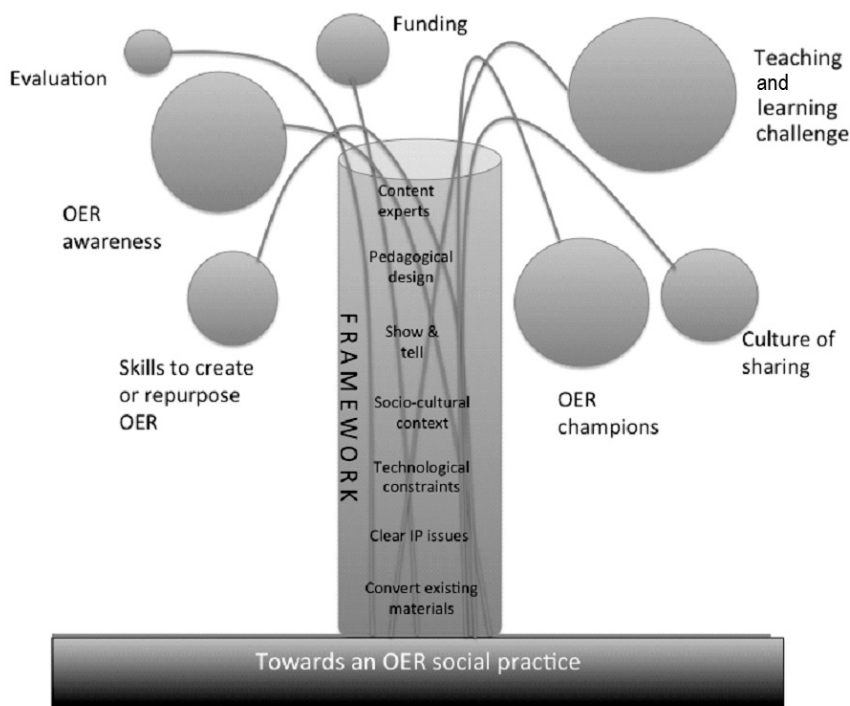 Funding
Evaluation
Teaching
and
learning
challenge
OER
awareness
Skills to create
or repurpose
OER
FRAMEWORK
Content
experts
Pedagogical
design
Show &
tell
Socio-cultural
context
Technological
constraints
Clear IP issues
Convert existing
materials
OER
champions
Culture of
sharing
Towards an OER social practice